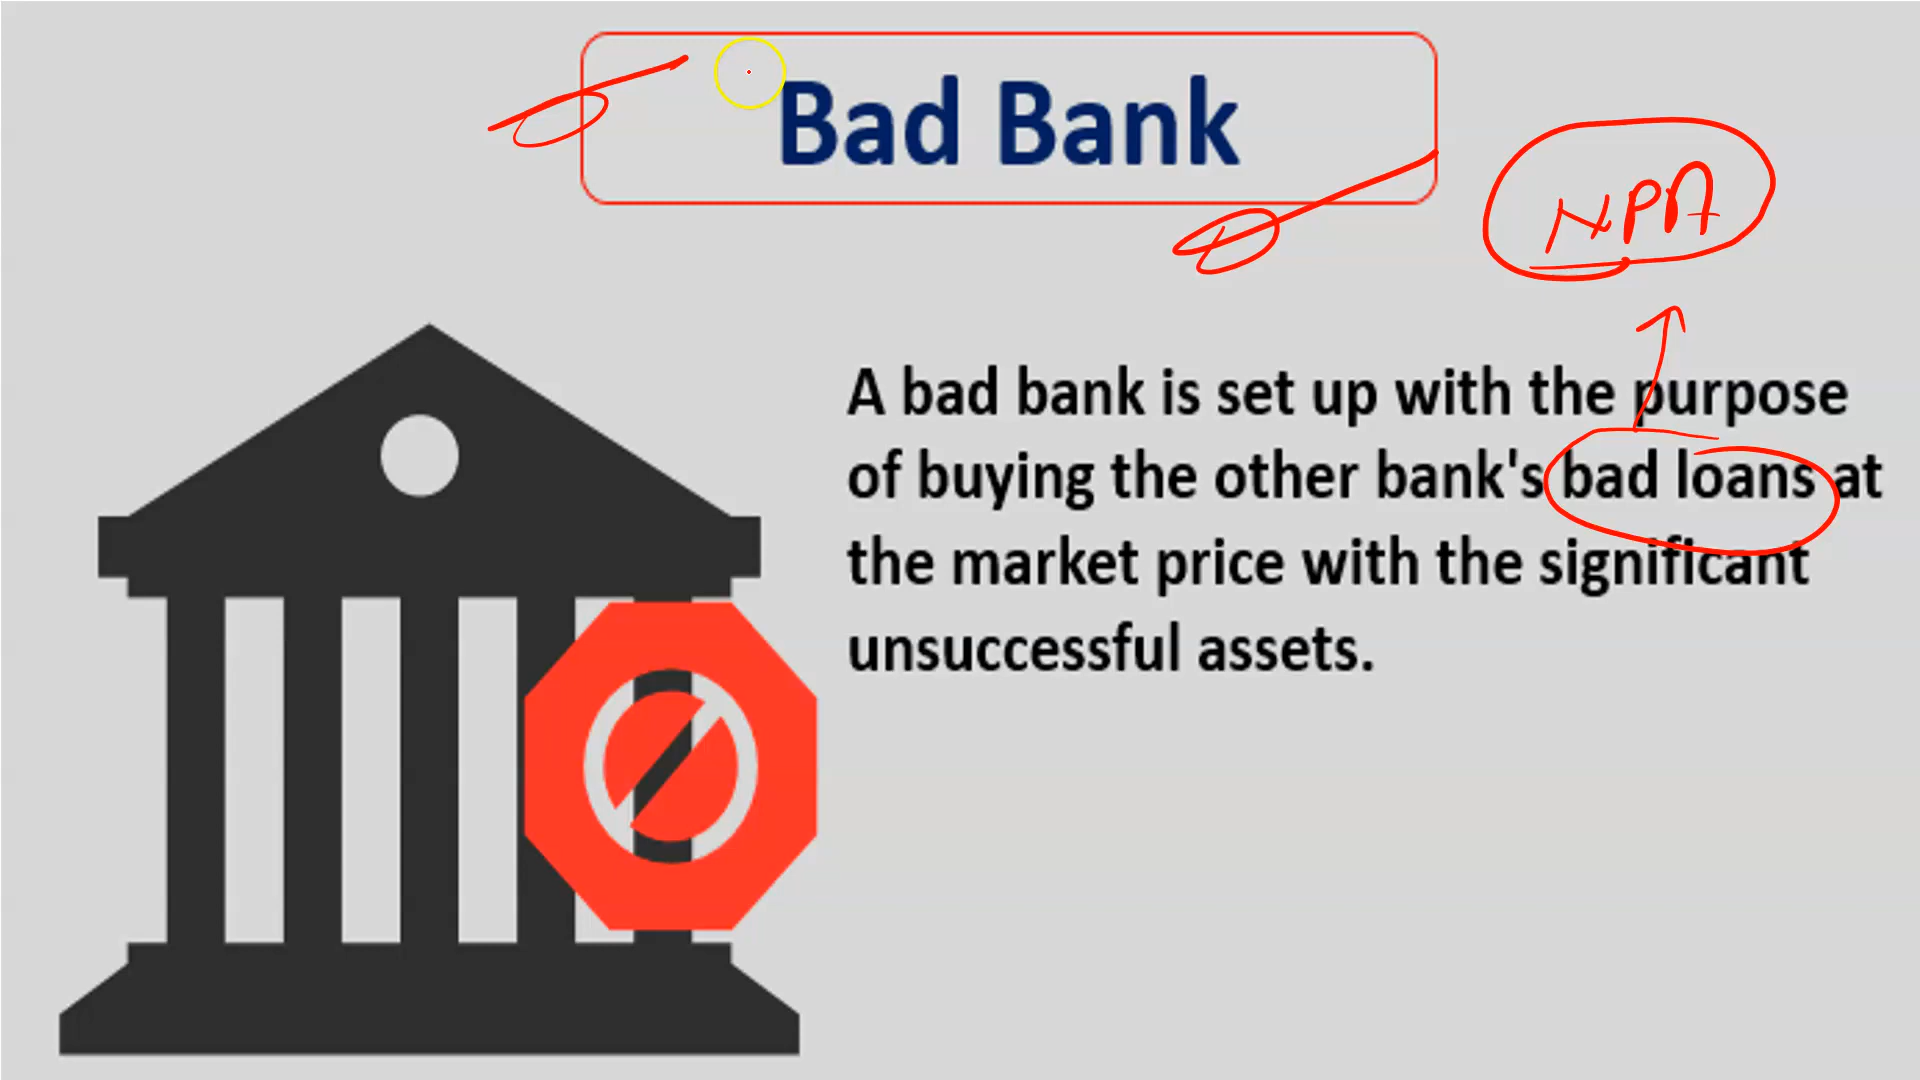 Bad Bank
NPA
A bad bank is set up with the purpose
of buying the other bank's bad loans at
the market price with the significant
unsuccessful assets.